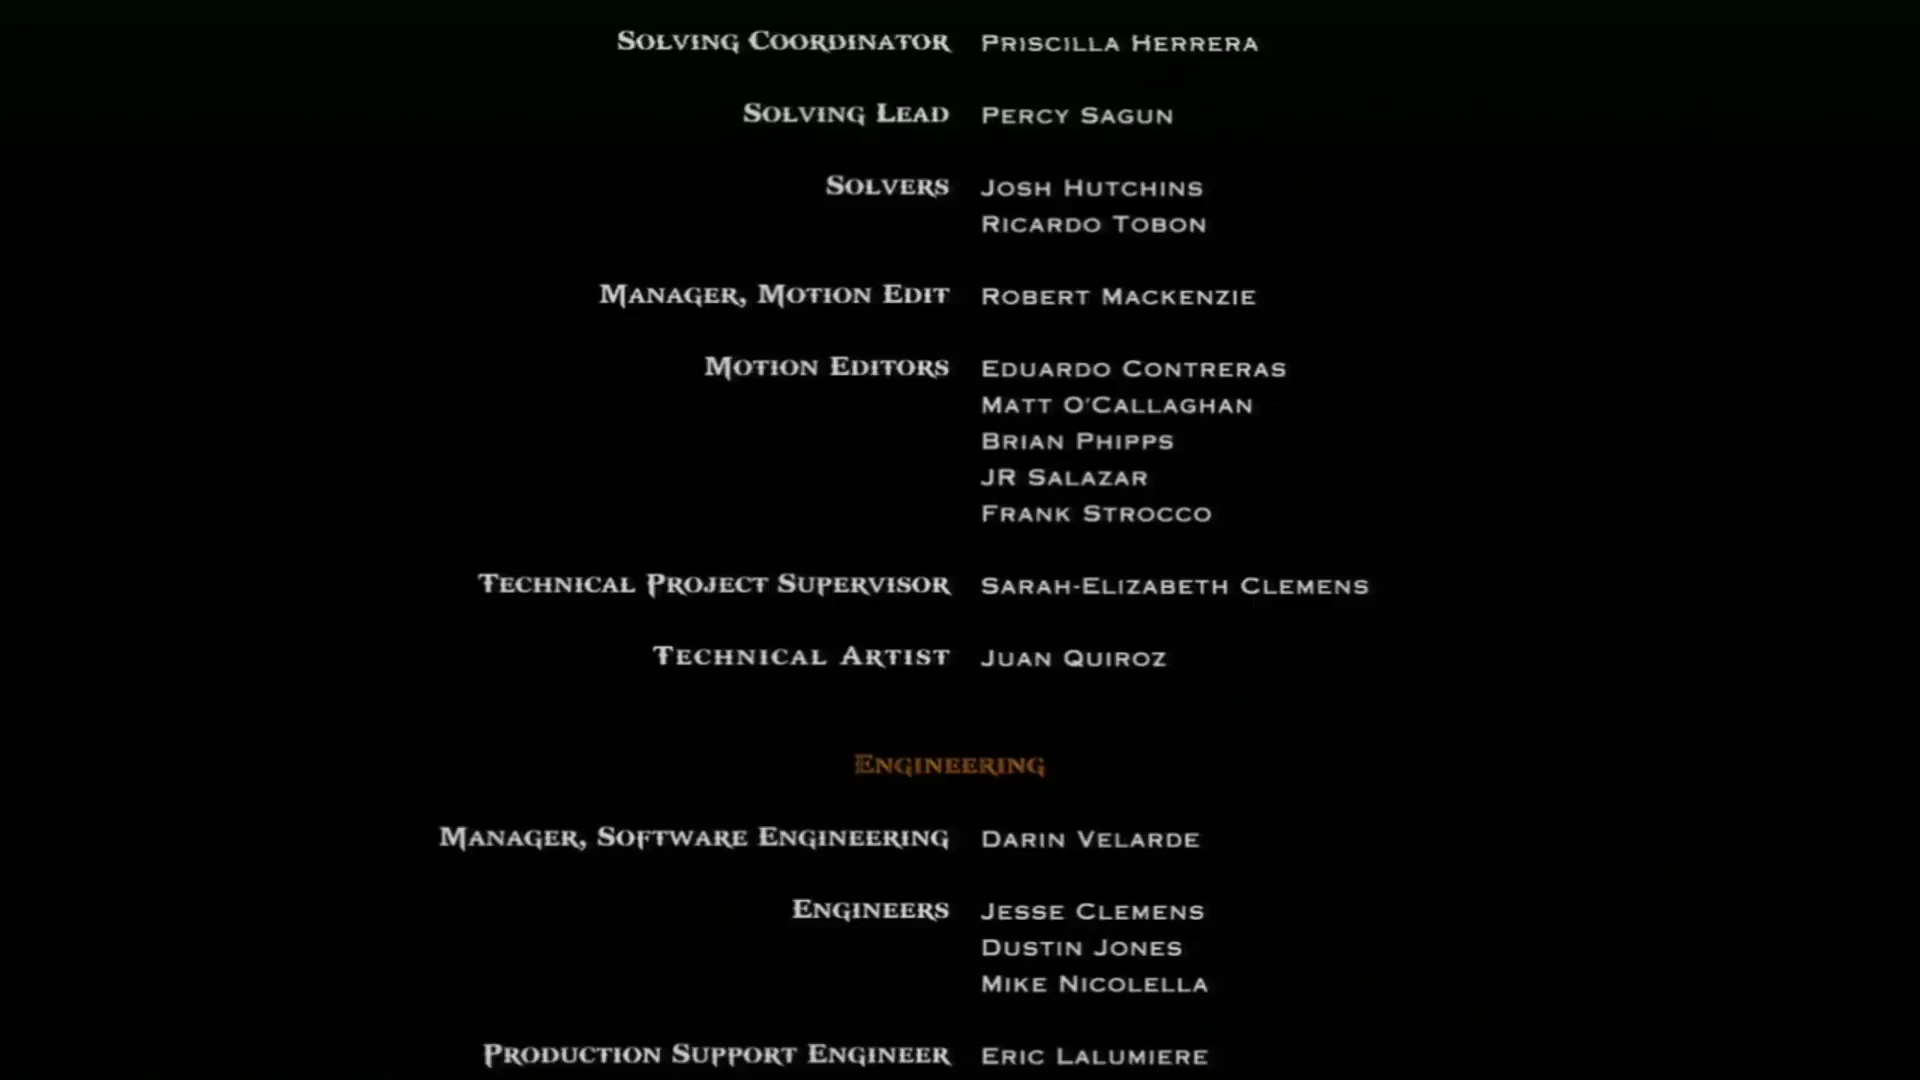 SOLVING COORDINATOR PRISCILLA HERRERA
SOLVING LEAD PERCY SAGUN
SOLVERS JOSH HUTCHINS
RICARDO TOBON
MANAGER, MOTION EDIT ROBERT MACKENZIE
MOTION EDITORS EDUARDO CONTRERAS
MATT O'CALLAGHAN
BRIAN PHIPPS
JR SALAZAR
FRANK STROCCO
TECHNICAL PROJECT SUPERVISOR SARAH-ELIZABETH CLEMENS
TECHNICAL ARTIST JUAN QUIROZ
ENGINEERING
MANAGER, SOFTWARE ENGINEERING DARIN VELARDE
ENGINEERS JESSE CLEMENS
DUSTIN JONES
MIKE NICOLELLA
PRODUCTION SUPPORT ENGINEER ERIC LALUMIERE